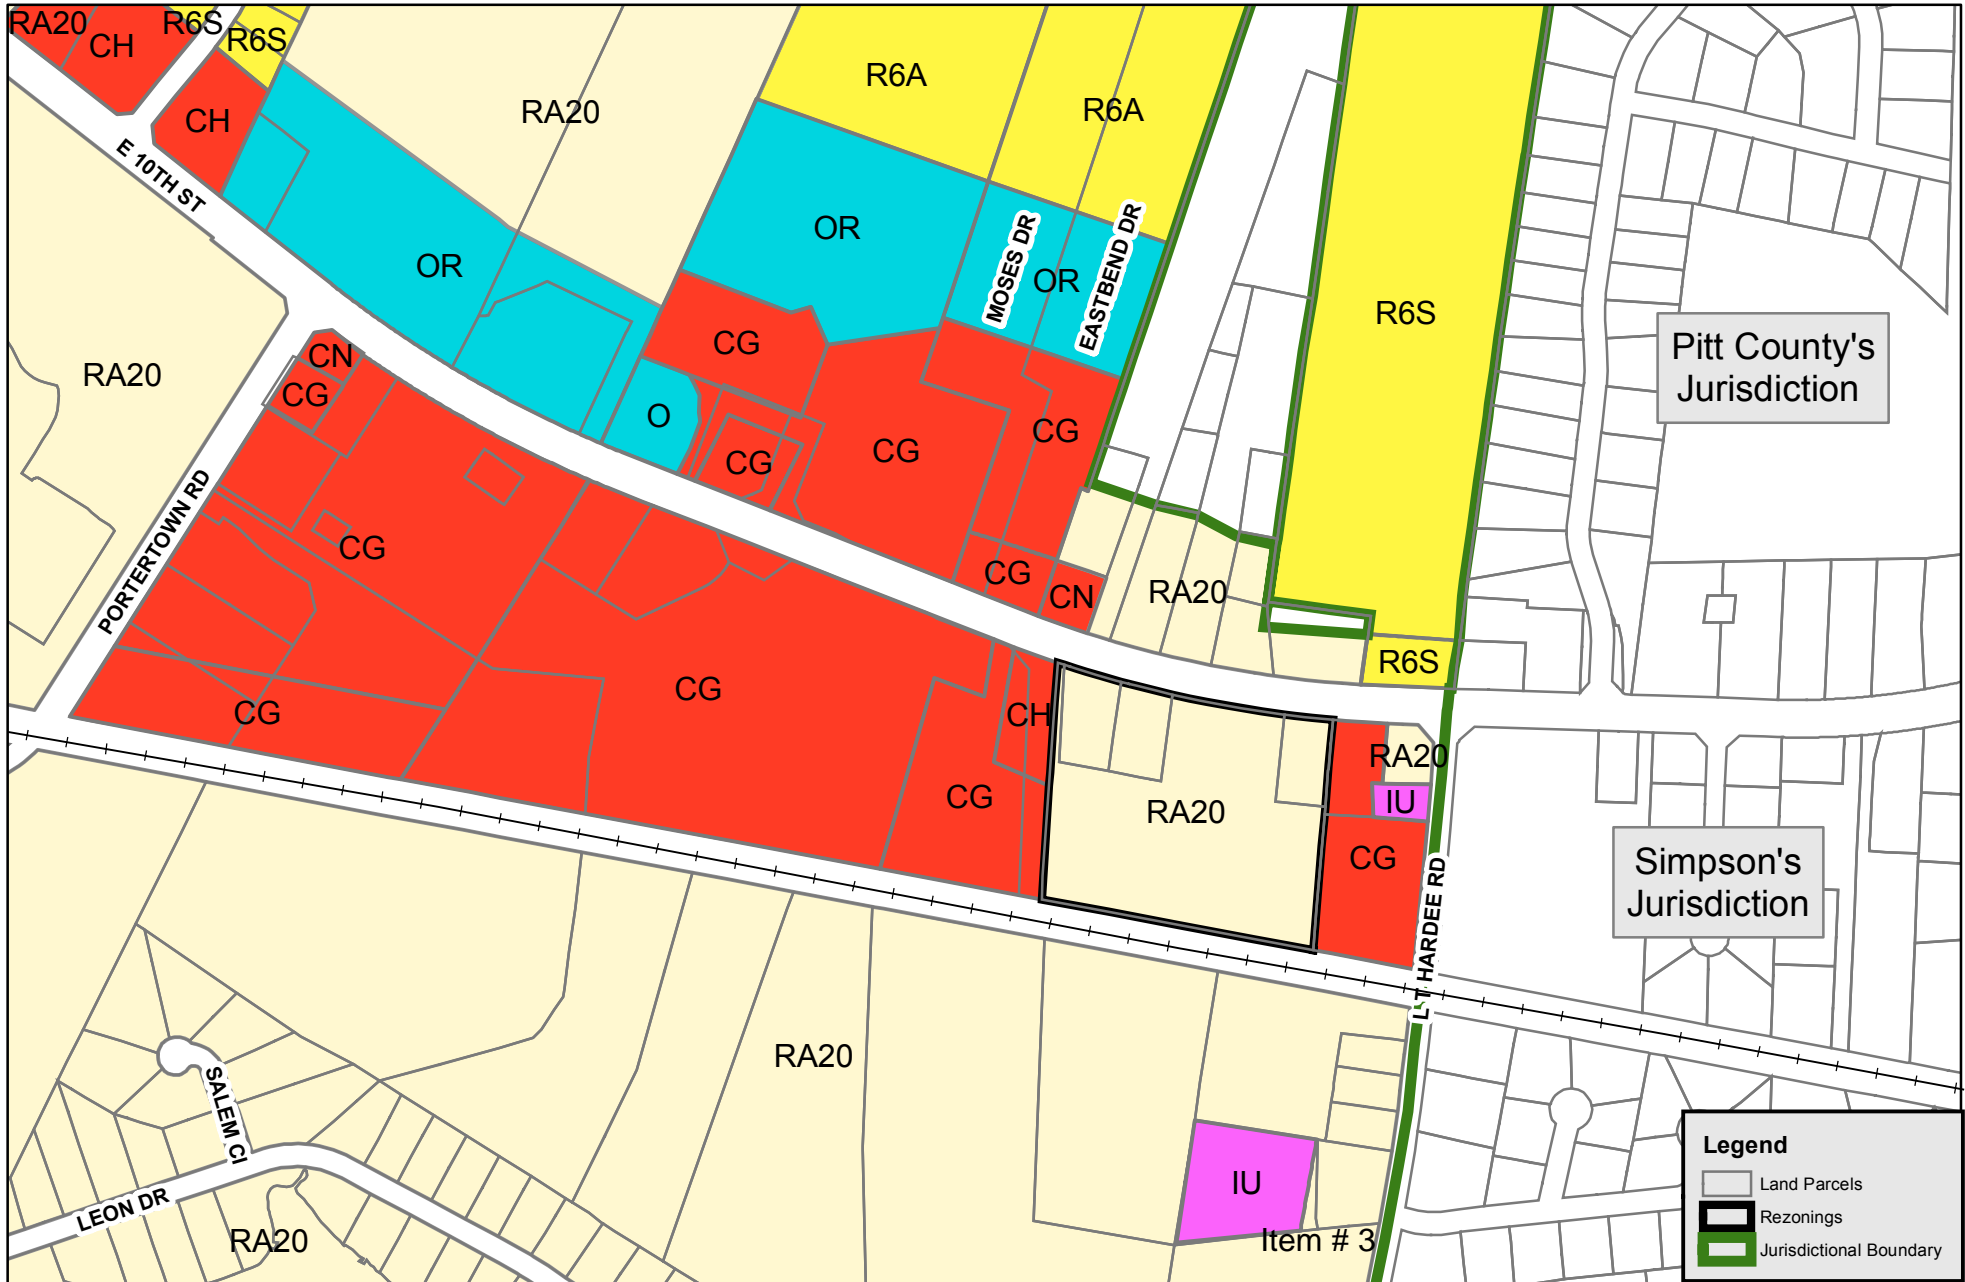 RA20
CH
R6S
R6S
CH
E 10TH ST
RA20
R6A
R6A
OR
OR
MOSES DR
OR
EASTBEND DR
R6S
Pitt County's
Jurisdiction
RA20
CN
CG
CG
O
CG
CG
CG
PORTERTOWN RD
CG
CG
CN
RA20
R6S
CG
CG
CH
CG
RA20
RA20
IU
CG
Simpson's
Jurisdiction
L T HARDEE RD
RA20
SALEM CI
LEON DR
RA20
IU
Item # 3
Legend
Land Parcels
Rezonings
Jurisdictional Boundary